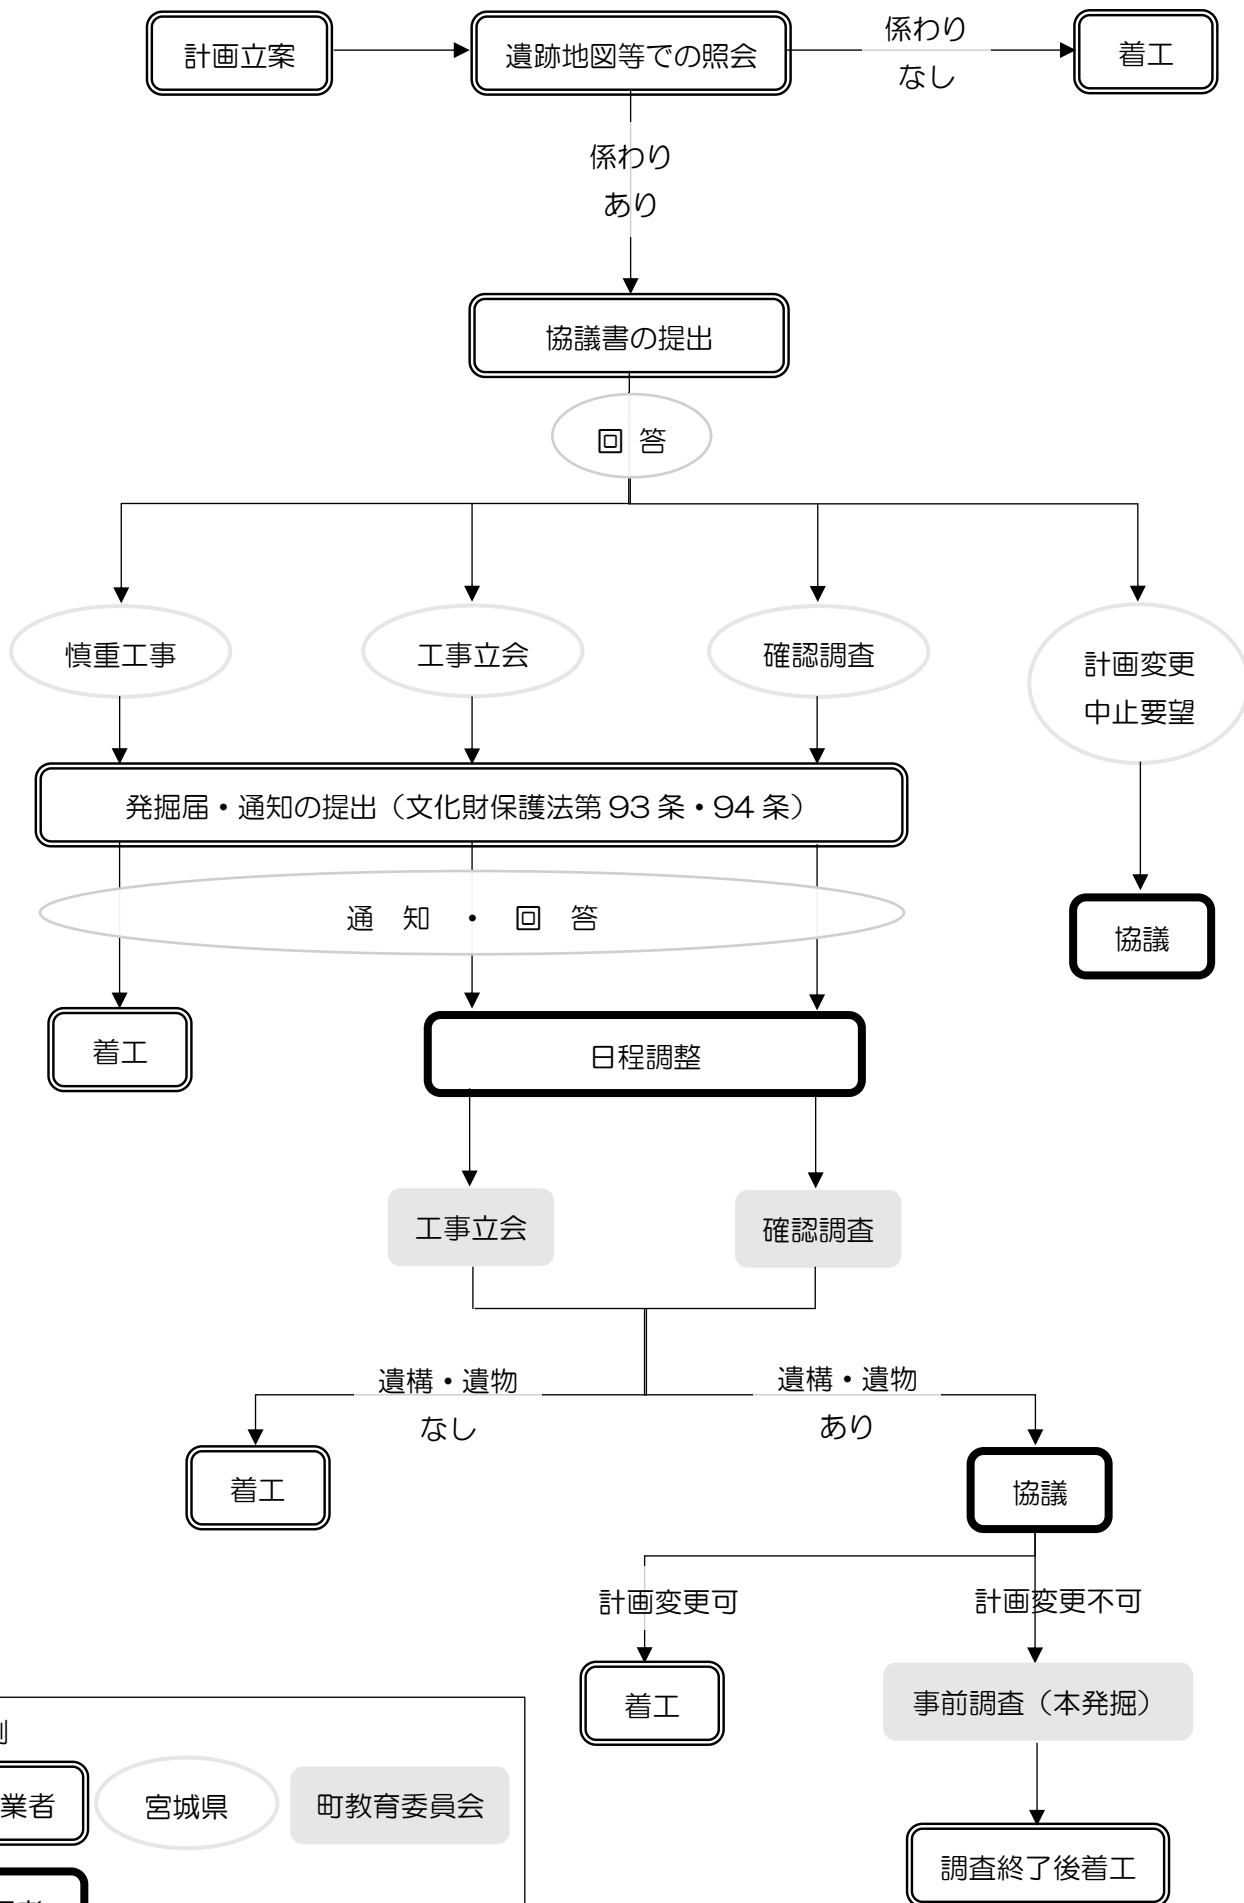 計画立案
遺跡地図等での照会
係わり
なし
着工
係わり
あり
協議書の提出
回 答
慎重工事
工事立会
確認調査
計画変更
中止要望
発掘届・通知の提出（文化財保護法第 93 条・94 条）
通 知 ・ 回 答
協議
着工
日程調整
工事立会
確認調査
遺構・遺物
なし
遺構・遺物
あり
着工
協議
計画変更可
計画変更不可
着工
事前調査（本発掘）
調査終了後着工
業者
宮城県
町教育委員会